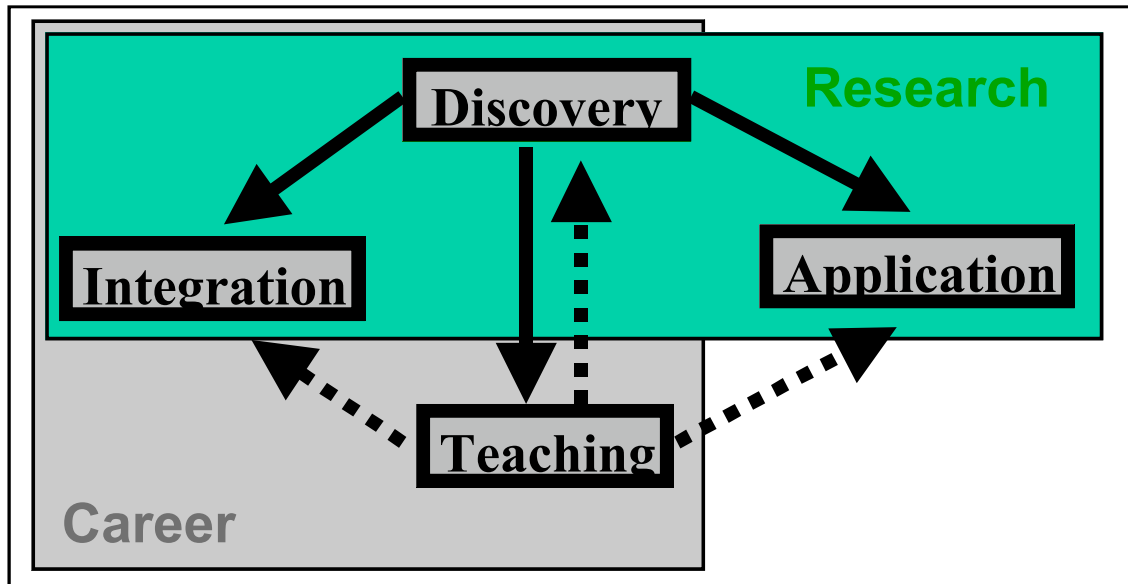 Research
Discovery
Integration
Application
Teaching
Career